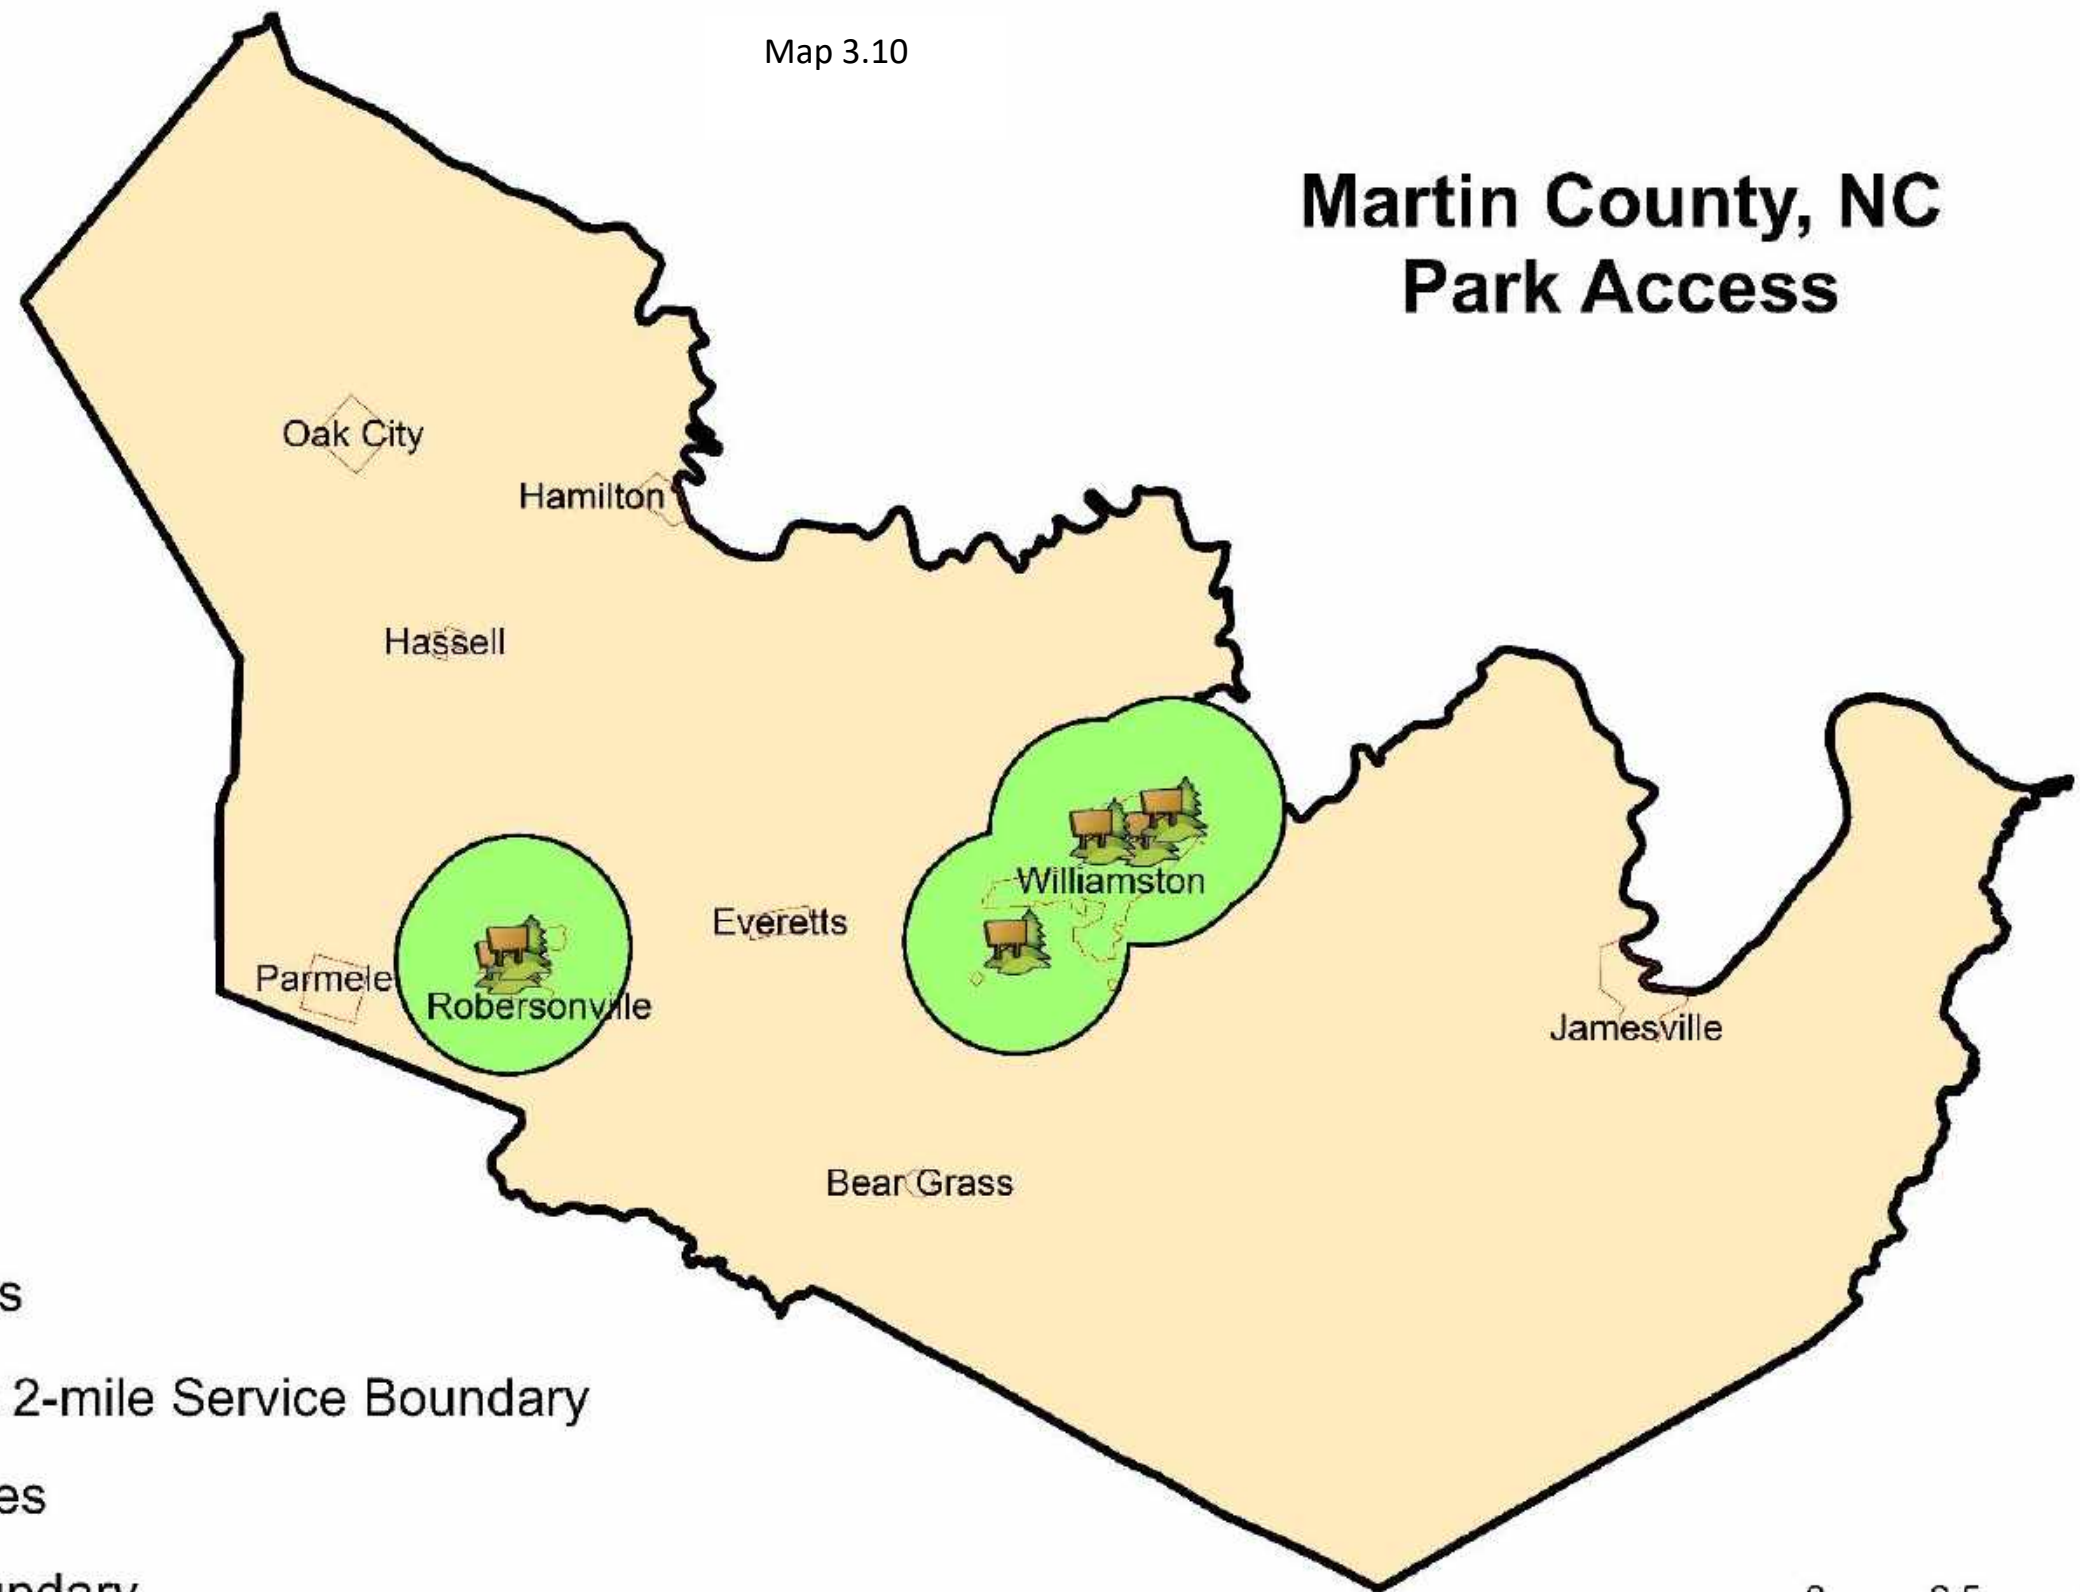 Map 3.10
Martin County, NC
Park Access
Oak City
Hamilton
Hassell
Williamston
Everetts
Parmele
Robersonville
Jamesville
Bear Grass
s
2-mile Service Boundary
es